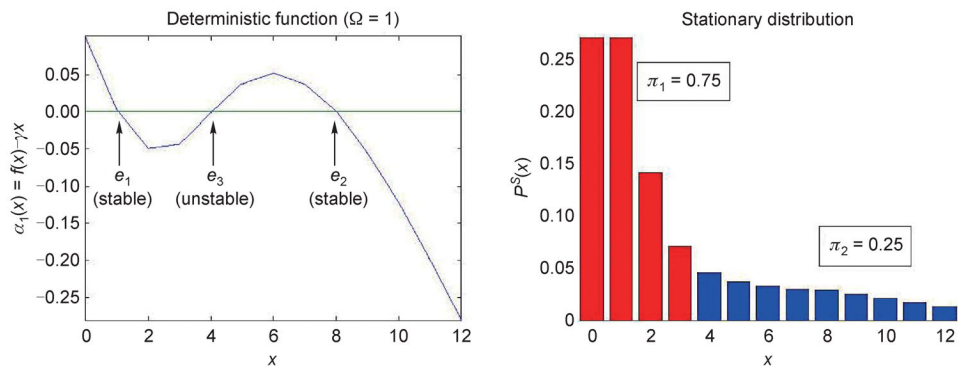 Deterministic function (Ω = 1)
α₁(x) = f(x)–γx
0.05
0.00
−0.05
−0.10
−0.15
−0.20
−0.25
e₁
(stable)
e₃
(unstable)
e₂
(stable)
0 2 4 6 8 10 12
x
Stationary distribution
Pˢ(x)
0.25
0.20
0.15
0.10
0.05
0
π₁ = 0.75
π₂ = 0.25
0 2 4 6 8 10 12
x